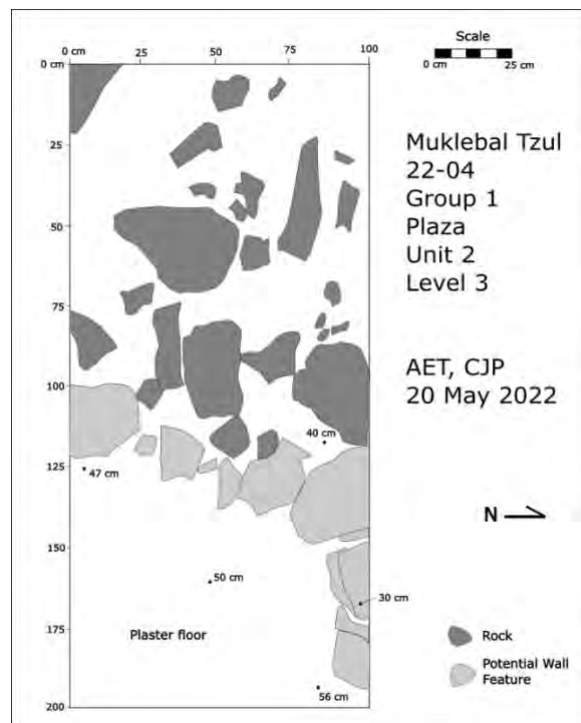 0 cm 25 50 75 100
Scale
0 cm 25 cm
0 cm
25
50
75
100
125
150
175
200
Muklebal Tzul
22-04
Group 1
Plaza
Unit 2
Level 3
AET, CJP
20 May 2022
40 cm
47 cm
N
50 cm
30 cm
Plaster floor
56 cm
Rock
Potential Wall
Feature